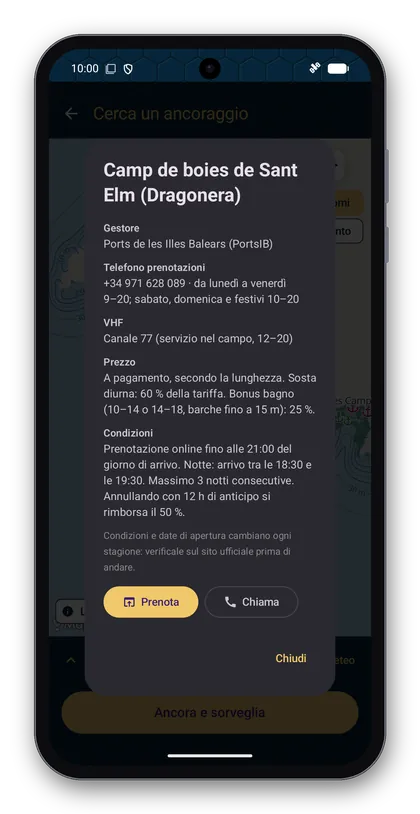 10:00
Cerca un ancoraggio
Camp de boies de Sant
Elm (Dragonera)
Gestore
Ports de les Illes Balears (PortsIB)
Telefono prenotazioni
+34 971 628 089 · da lunedì a venerdì
9–20; sabato, domenica e festivi 10–20
VHF
Canale 77 (servizio nel campo, 12–20)
Prezzo
A pagamento, secondo la lunghezza. Sosta
diurna: 60 % della tariffa. Bonus bagno
(10–14 o 14–18, barche fino a 15 m): 25 %.
Condizioni
Prenotazione online fino alle 21:00 del
giorno di arrivo. Notte: arrivo tra le 18:30 e
le 19:30. Massimo 3 notti consecutive.
Annullando con 12 h di anticipo si
rimborsa il 50 %.
Condizioni e date di apertura cambiano ogni
stagione: verificale sul sito ufficiale prima di
andare.
Prenota
Chiama
Chiudi
Ancora e sorveglia